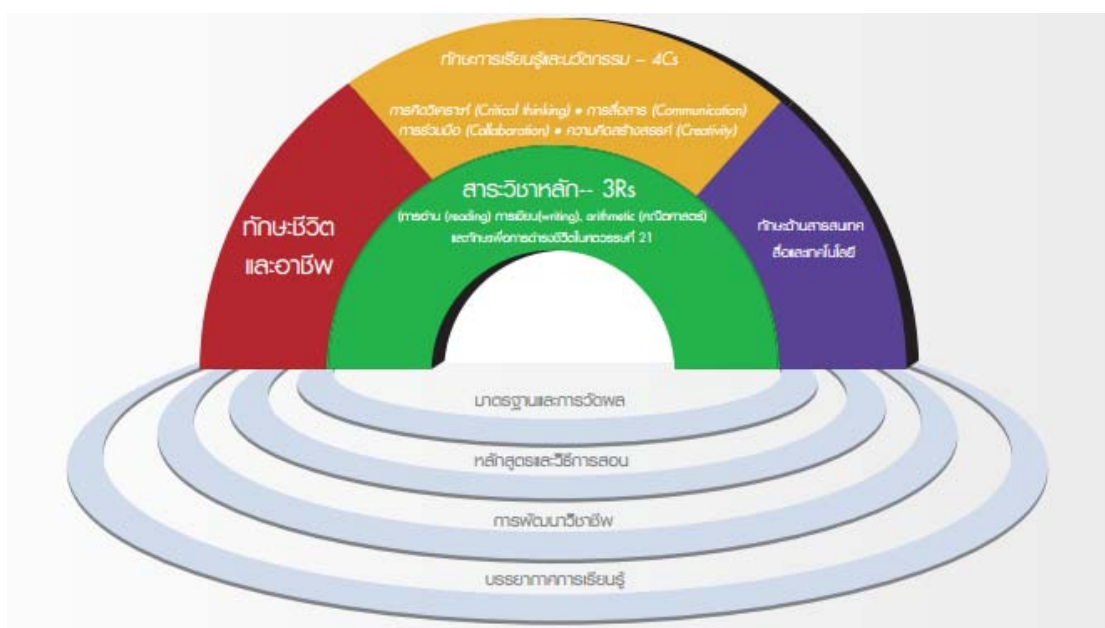 ทักษะการเรียนรู้และนวัตกรรม – 4Cs
การคิดวิเคราะห์ (Critical thinking) • การสื่อสาร (Communication)
การร่วมมือ (Collaboration) • ความคิดสร้างสรรค์ (Creativity)
สาระวิชาหลัก-- 3Rs
(การอ่าน (reading) การเขียน(writing), arithmetic (คณิตศาสตร์)
และทักษะเพื่อการดำรงชีวิตในศตวรรษที่ 21
ทักษะชีวิต
และอาชีพ
ทักษะด้านสารสนเทศ
สื่อและเทคโนโลยี
มาตรฐานและการวัดผล
หลักสูตรและวิธีการสอน
การพัฒนาวิชาชีพ
บรรยากาศการเรียนรู้